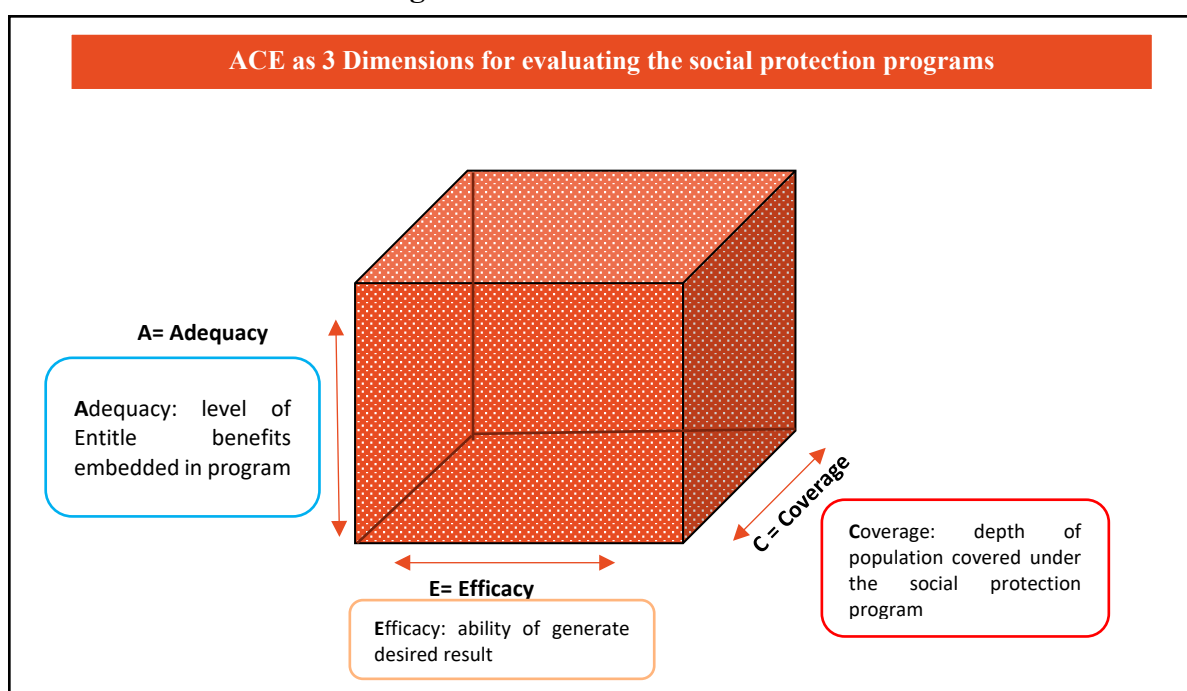 ACE as 3 Dimensions for evaluating the social protection programs
A= Adequacy
Adequacy: level of
Entitle benefits
embedded in program
C = Coverage
Coverage: depth of
population covered under
the social protection
program
E= Efficacy
Efficacy: ability of generate
desired result